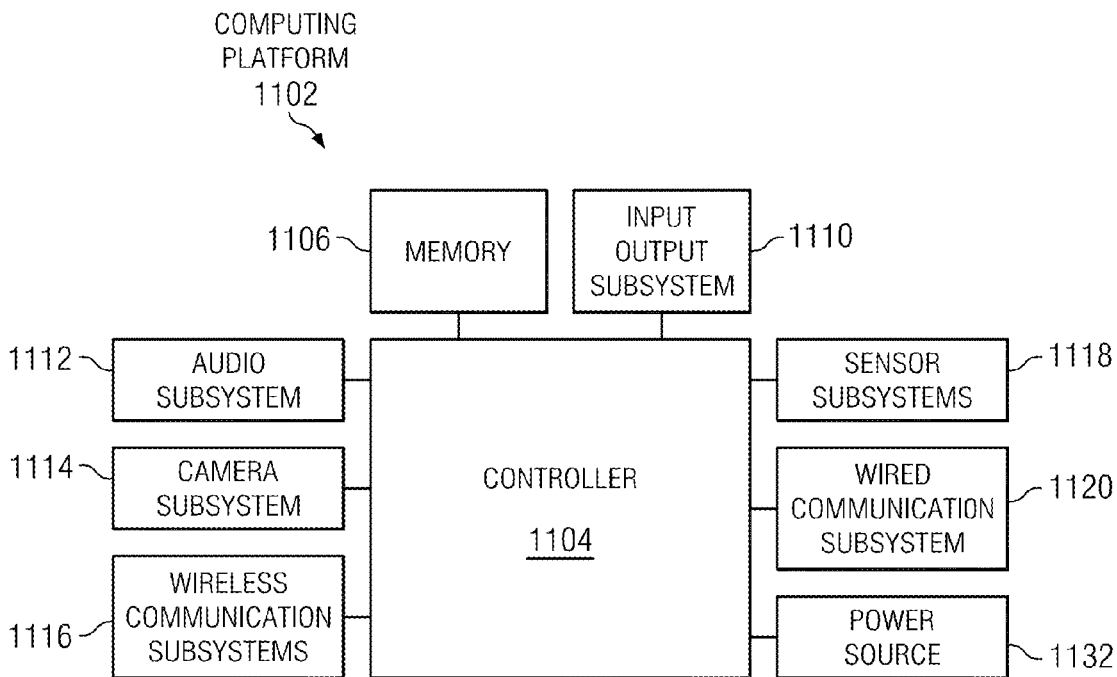 COMPUTING
PLATFORM
1102
1106
MEMORY
INPUT
OUTPUT
SUBSYSTEM
1110
1112
AUDIO
SUBSYSTEM
SENSOR
SUBSYSTEMS
1118
1114
CAMERA
SUBSYSTEM
CONTROLLER
1104
WIRED
COMMUNICATION
SUBSYSTEM
1120
1116
WIRELESS
COMMUNICATION
SUBSYSTEMS
POWER
SOURCE
1132